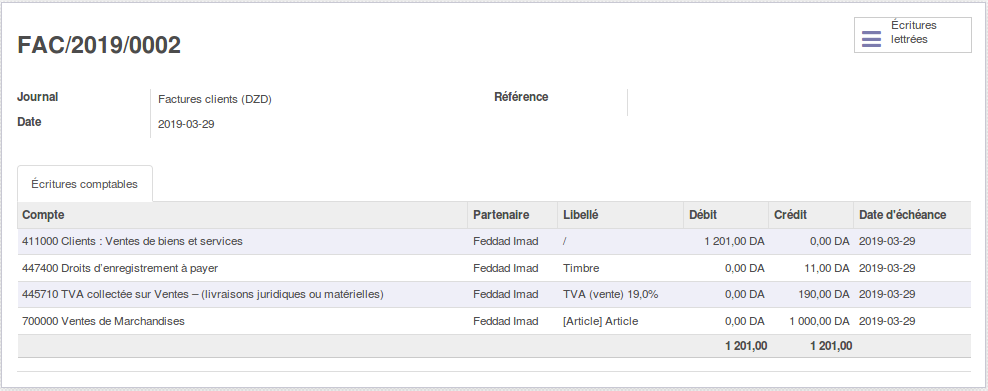 FAC/2019/0002
Écritures
lettrées
Journal Factures clients (DZD) Référence
Date 2019-03-29
Écritures comptables
Compte Partenaire Libellé Débit Crédit Date d'échéance
411000 Clients : Ventes de biens et services Feddad Imad / 1 201,00 DA 0,00 DA 2019-03-29
447400 Droits d'enregistrement à payer Feddad Imad Timbre 0,00 DA 11,00 DA 2019-03-29
445710 TVA collectée sur Ventes – (livraisons juridiques ou matérielles) Feddad Imad TVA (vente) 19,0% 0,00 DA 190,00 DA 2019-03-29
700000 Ventes de Marchandises Feddad Imad [Article] Article 0,00 DA 1 000,00 DA 2019-03-29
1 201,00 1 201,00